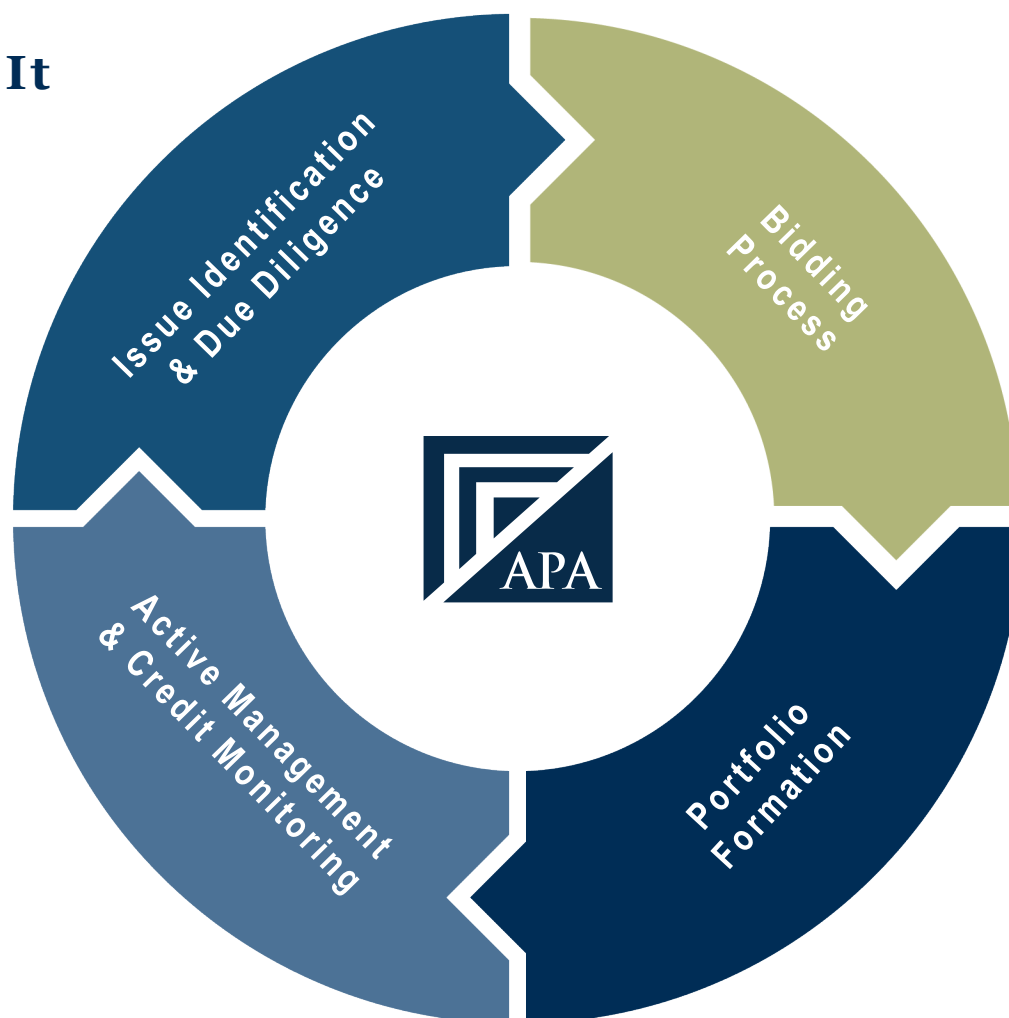 It
Issue Identification
& Due Diligence
Bidding
Process
APA
Active Management
& Credit Monitoring
Portfolio
Formation